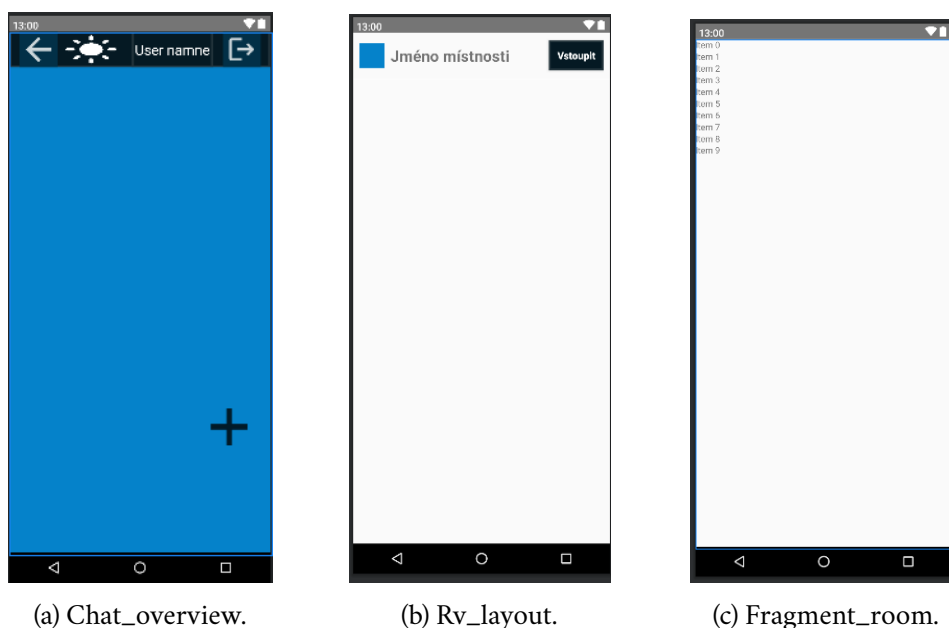 13:00
User namne
(a) Chat_overview.
13:00
Jméno místnosti
Vstoupit
(b) Rv_layout.
13:00
Item 0
Item 1
Item 2
Item 3
Item 4
Item 5
Item 6
Item 7
Item 8
Item 9
(c) Fragment_room.